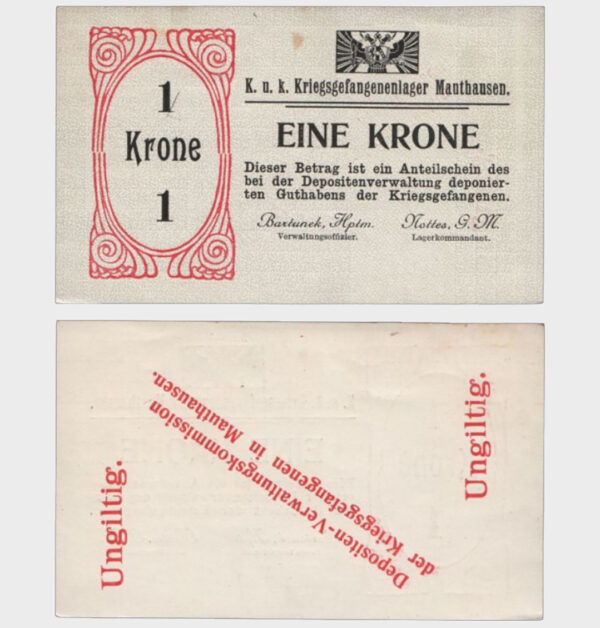 1
Krone
1
K. u. k. Kriegsgefangenenlager Mauthausen.
EINE KRONE
Dieser Betrag ist ein Anteilschein des
bei der Depositenverwaltung deponier-
ten Guthabens der Kriegsgefangenen.
Bartunek, Hptm.
Verwaltungsoffizier.
Nottes, G. M.
Lagerkommandant.
Ungiltig.
Depositen-Verwaltungskommission
der Kriegsgefangenen in Mauthausen.
Ungiltig.